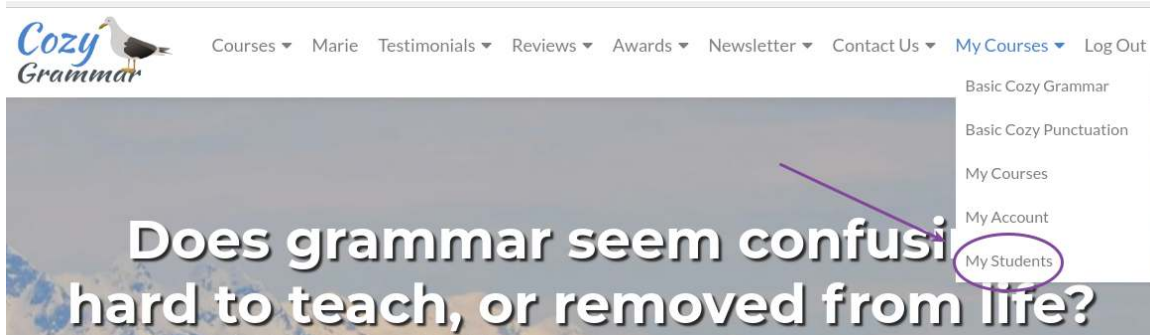 Cozy
Grammar
Courses Marie Testimonials Reviews Awards Newsletter Contact Us My Courses Log Out
Basic Cozy Grammar
Basic Cozy Punctuation
My Courses
My Account
My Students
Does grammar seem
hard to teach, or removed from life?